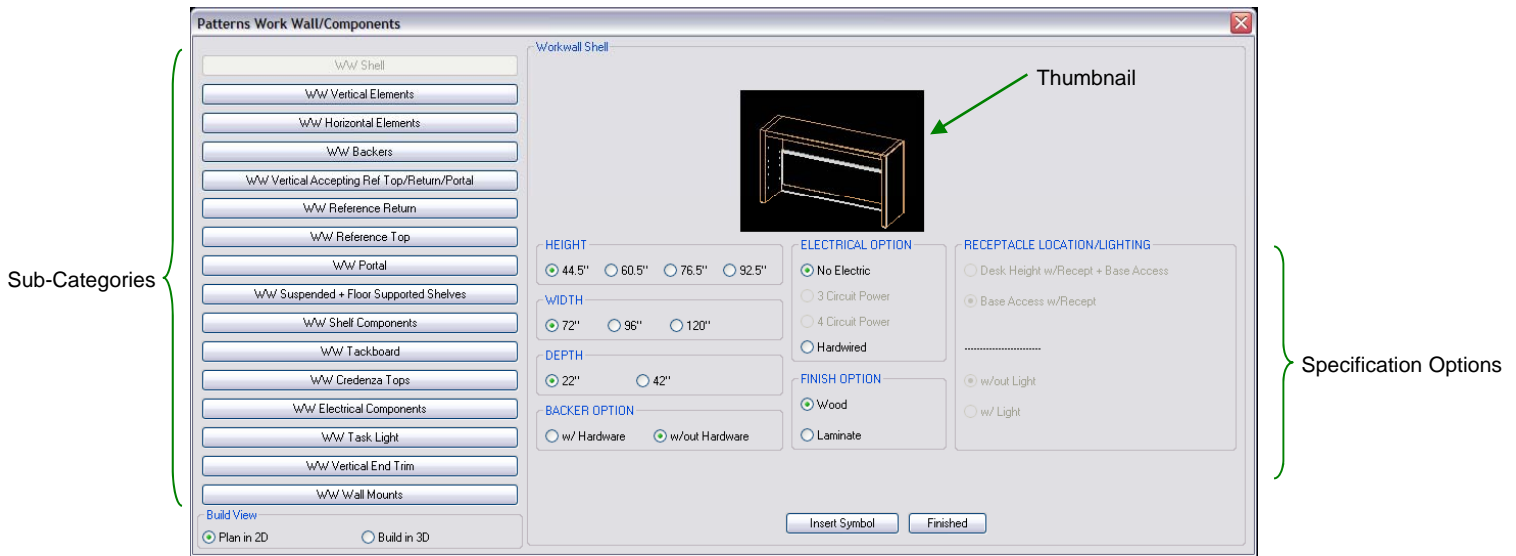 Patterns Work Wall/Components
Sub-Categories
WW Shell
WW Vertical Elements
WW Horizontal Elements
WW Backers
WW Vertical Accepting Ref Top/Return/Portal
WW Reference Return
WW Reference Top
WW Portal
WW Suspended + Floor Supported Shelves
WW Shelf Components
WW Tackboard
WW Credenza Tops
WW Electrical Components
WW Task Light
WW Vertical End Trim
WW Wall Mounts
Build View
Plan in 2D
Build in 3D
Workwall Shell
Thumbnail
HEIGHT
44.5" 60.5" 76.5" 92.5"
WIDTH
72" 96" 120"
DEPTH
22" 42"
BACKER OPTION
w/ Hardware w/out Hardware
ELECTRICAL OPTION
No Electric
3 Circuit Power
4 Circuit Power
Hardwired
FINISH OPTION
Wood
Laminate
RECEPTACLE LOCATION/LIGHTING
Desk Height w/Recept + Base Access
Base Access w/Recept
-------------------------
w/out Light
w/ Light
Specification Options
Insert Symbol
Finished